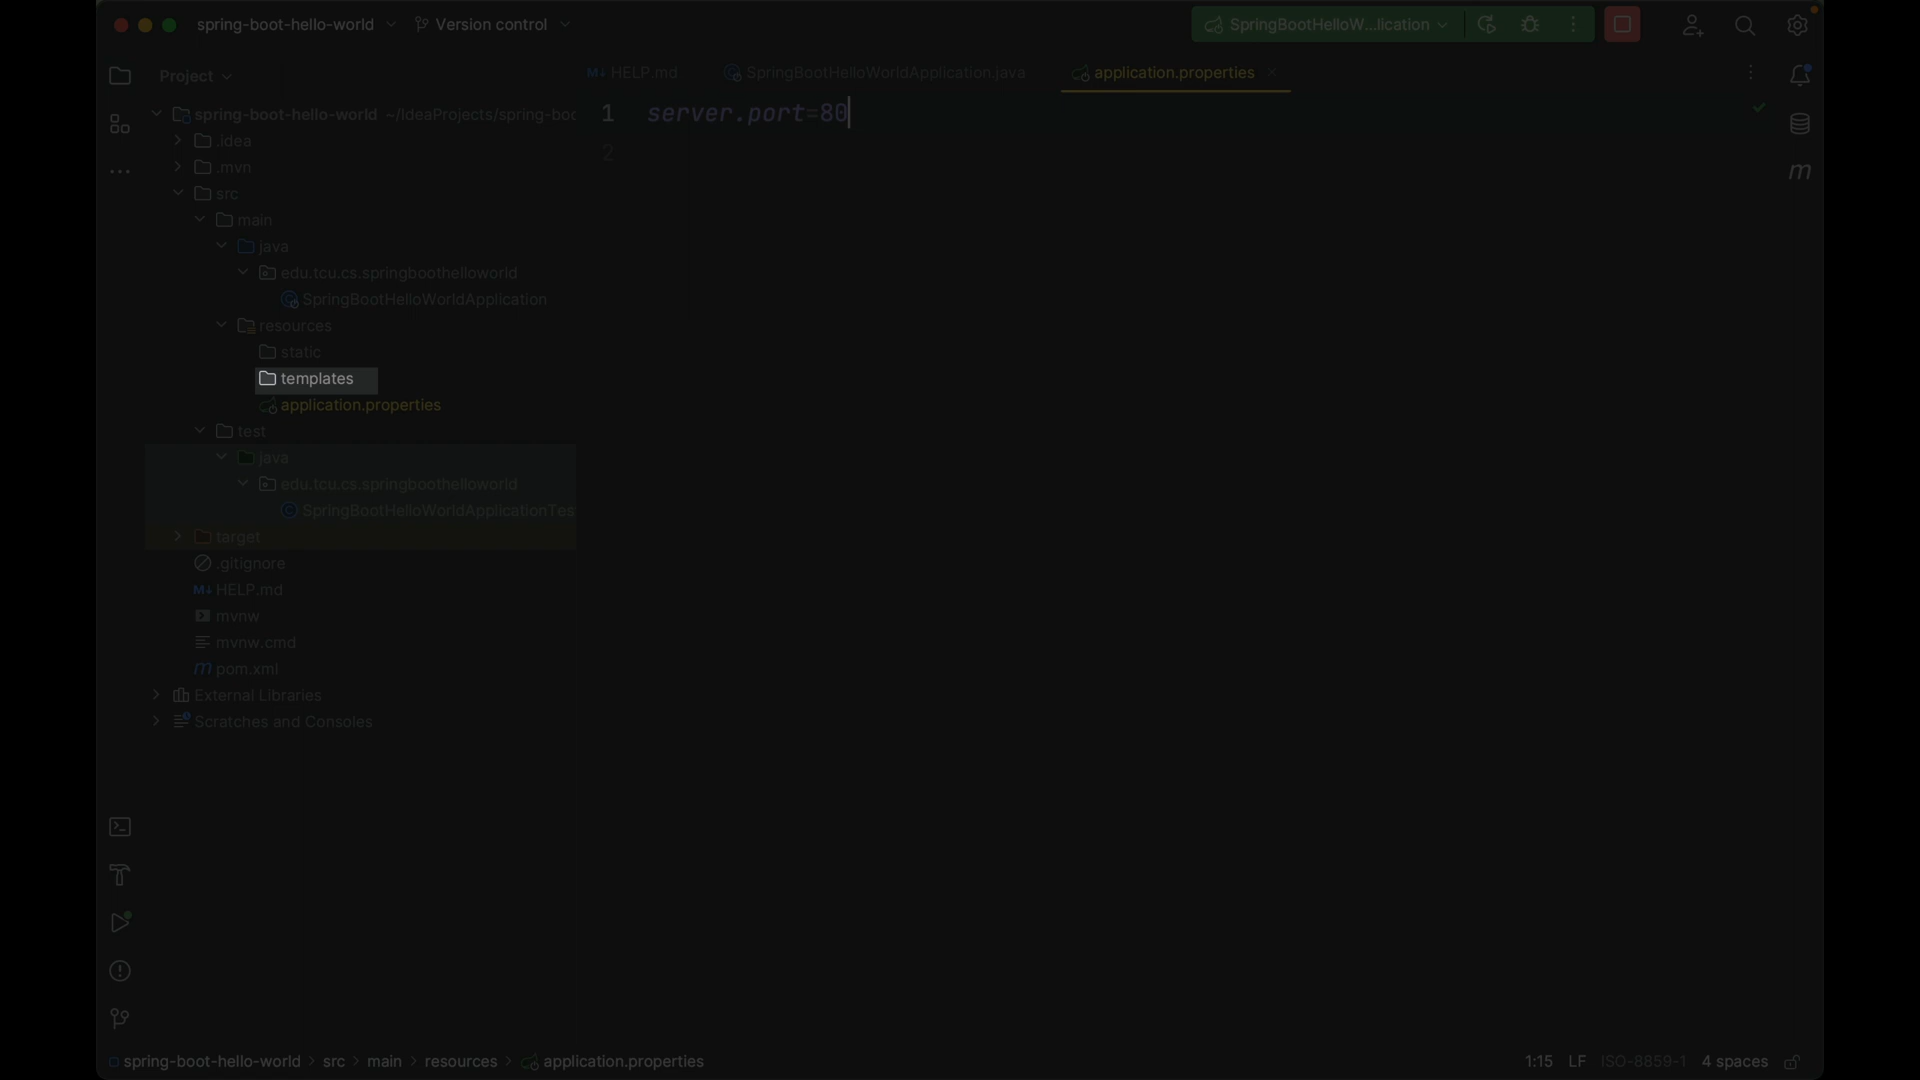 spring-boot-hello-world Version control SpringBootHelloW...lication
Project
HELP.md SpringBootHelloWorldApplication.java application.properties
spring-boot-hello-world ~/IdeaProjects/spring-boo
.idea
.mvn
src
main
java
edu.tcu.cs.springboothelloworld
SpringBootHelloWorldApplication
resources
static
templates
application.properties
test
java
edu.tcu.cs.springboothelloworld
SpringBootHelloWorldApplicationTes
target
.gitignore
HELP.md
mvnw
mvnw.cmd
pom.xml
External Libraries
Scratches and Consoles
1 server.port=80
2
spring-boot-hello-world > src > main > resources > application.properties
1:15 LF ISO-8859-1 4 spaces